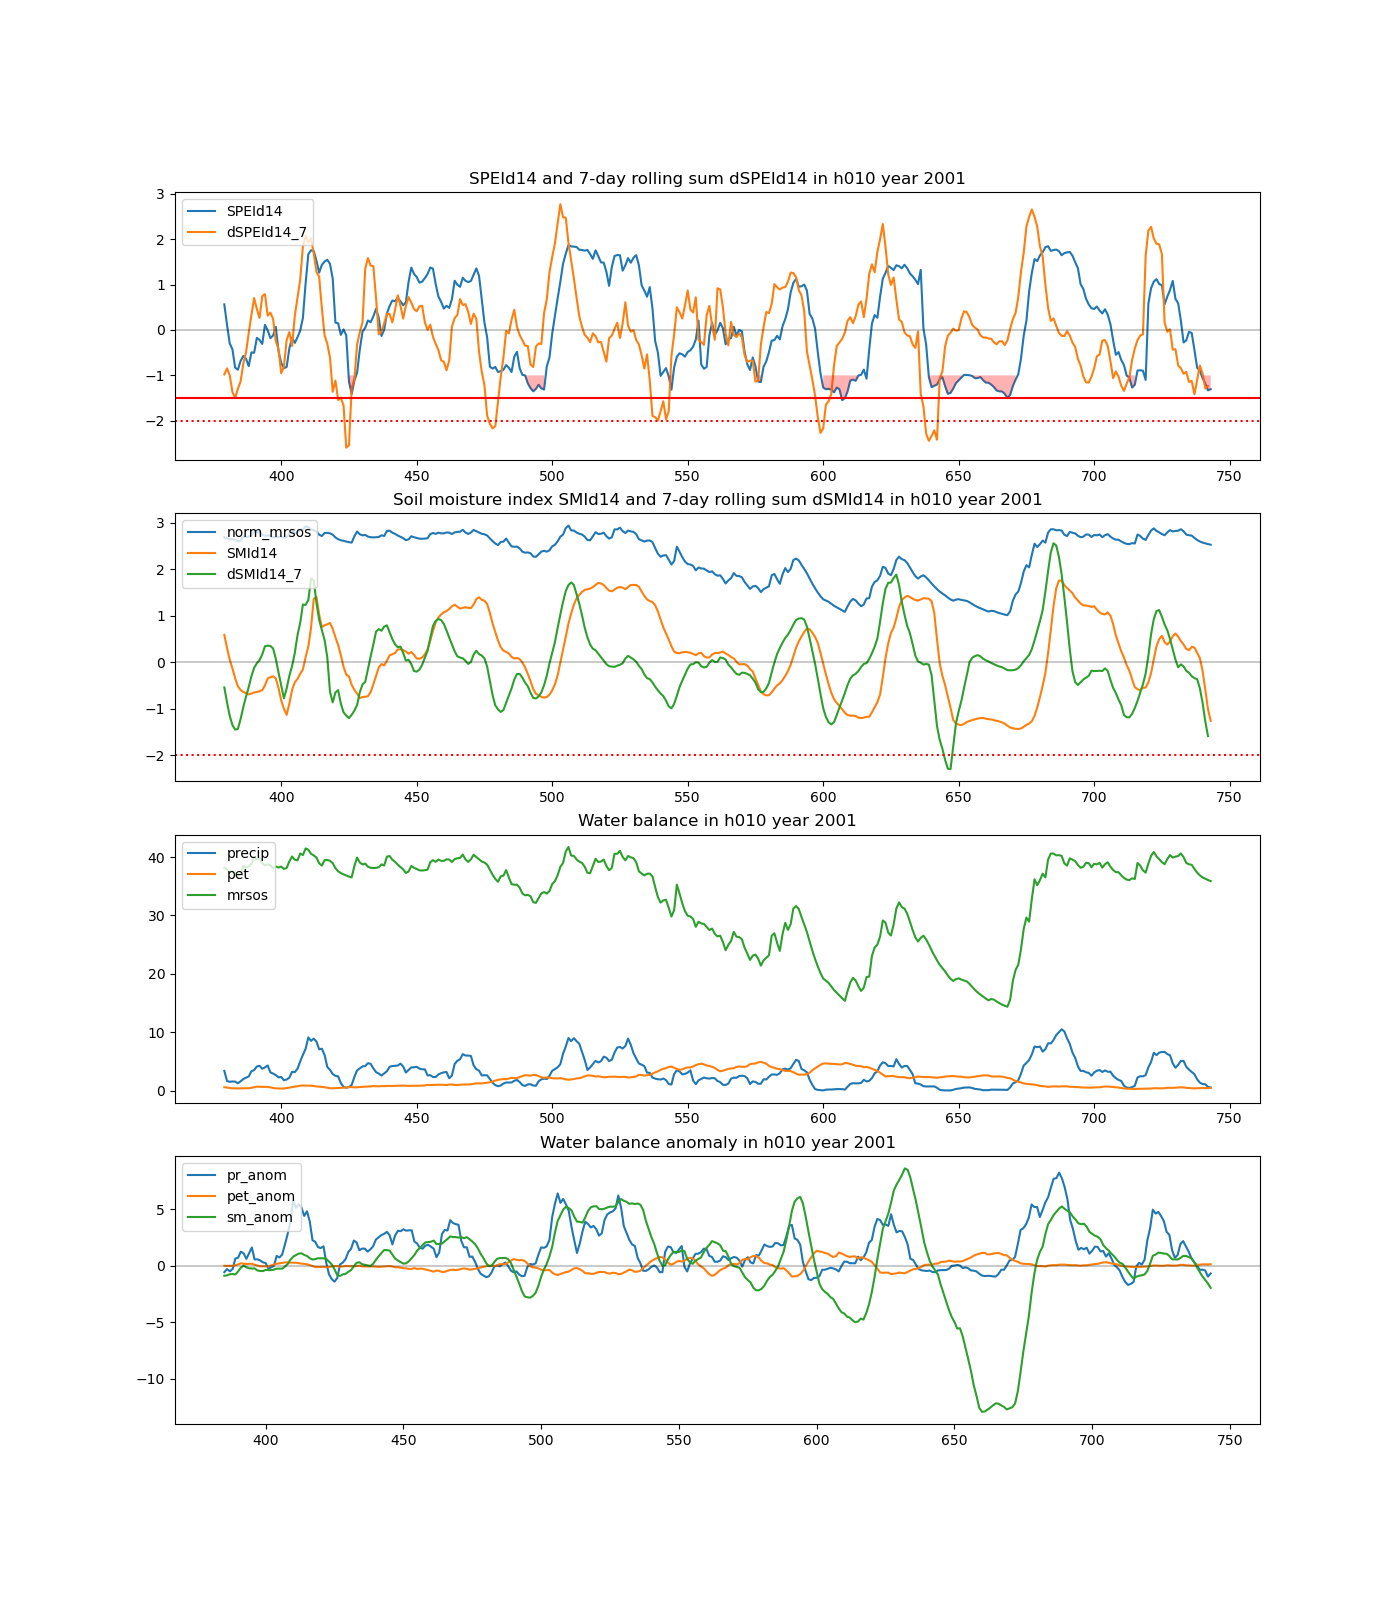 SPEId14 and 7-day rolling sum dSPEId14 in h010 year 2001
SPEId14
dSPEId14_7
3
2
1
0
−1
−2
400 450 500 550 600 650 700 750
Soil moisture index SMId14 and 7-day rolling sum dSMId14 in h010 year 2001
norm_mrsos
SMId14
dSMId14_7
3
2
1
0
−1
−2
400 450 500 550 600 650 700 750
Water balance in h010 year 2001
precip
pet
mrsos
40
30
20
10
0
400 450 500 550 600 650 700 750
Water balance anomaly in h010 year 2001
pr_anom
pet_anom
sm_anom
5
0
−5
−10
400 450 500 550 600 650 700 750